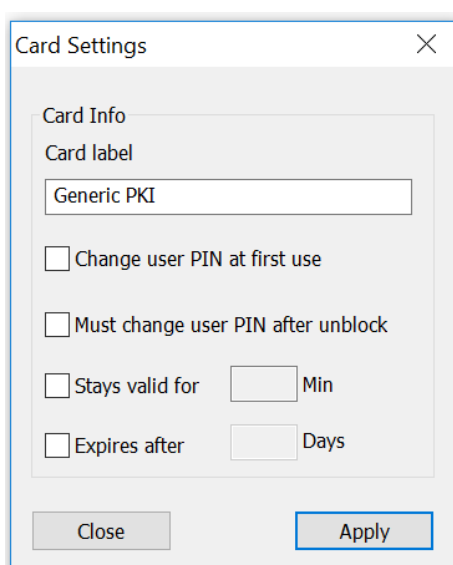 Card Settings
Card Info
Card label
Generic PKI
Change user PIN at first use
Must change user PIN after unblock
Stays valid for Min
Expires after Days
Close Apply